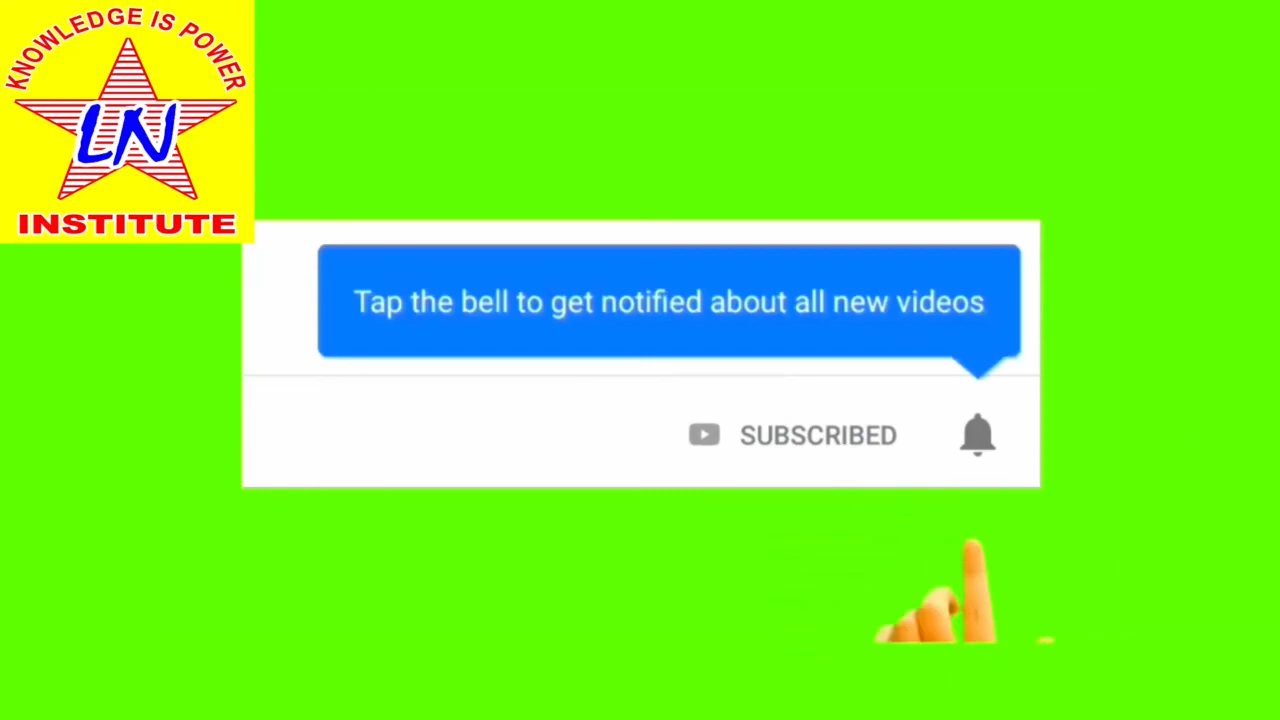 KNOWLEDGE IS POWER
LN
INSTITUTE
Tap the bell to get notified about all new videos
SUBSCRIBED